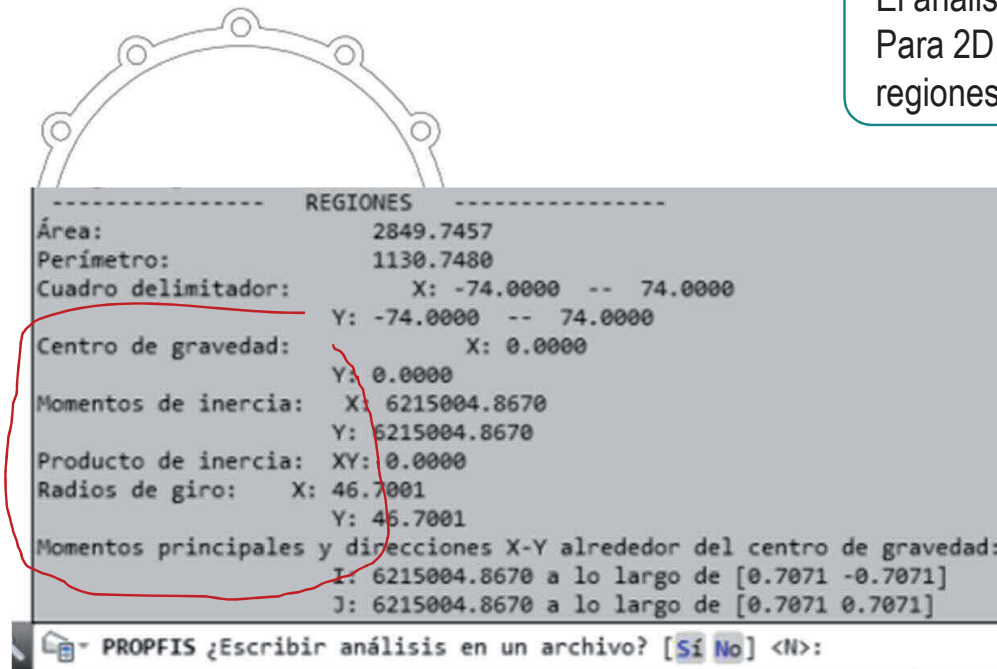 El análisis
Para 2D
regiones
---------------- REGIONES ----------------
Área: 2849.7457
Perímetro: 1130.7480
Cuadro delimitador: X: -74.0000 -- 74.0000
Y: -74.0000 -- 74.0000
Centro de gravedad: X: 0.0000
Y: 0.0000
Momentos de inercia: X: 6215004.8670
Y: 6215004.8670
Producto de inercia: XY: 0.0000
Radios de giro: X: 46.7001
Y: 46.7001
Momentos principales y direcciones X-Y alrededor del centro de gravedad:
I: 6215004.8670 a lo largo de [0.7071 -0.7071]
J: 6215004.8670 a lo largo de [0.7071 0.7071]
PROPFIS ¿Escribir análisis en un archivo? [Sí No] <N>: